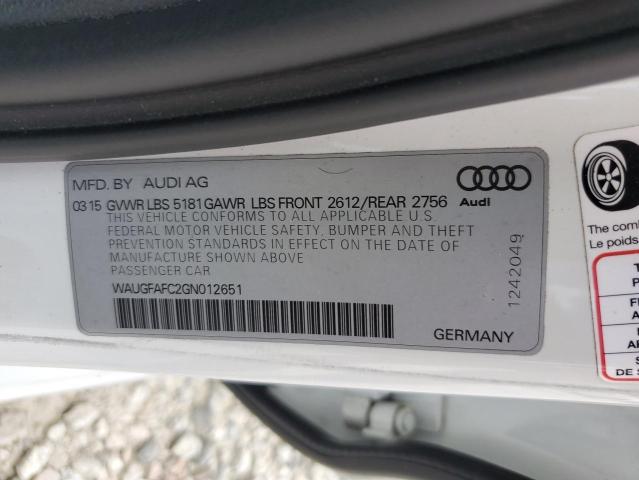 MFD. BY AUDI AG
03 15 GVWR LBS 5181 GAWR LBS FRONT 2612/REAR 2756
Audi
THIS VEHICLE CONFORMS TO ALL APPLICABLE U.S.
FEDERAL MOTOR VEHICLE SAFETY, BUMPER AND THEFT
PREVENTION STANDARDS IN EFFECT ON THE DATE OF
MANUFACTURE SHOWN ABOVE
PASSENGER CAR
WAUGFAFC2GN012651
1242049
GERMANY
The com
Le poids
DE S